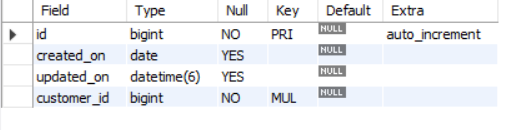 Field Type Null Key Default Extra
id bigint NO PRI NULL auto_increment
created_on date YES NULL
updated_on datetime(6) YES NULL
customer_id bigint NO MUL NULL